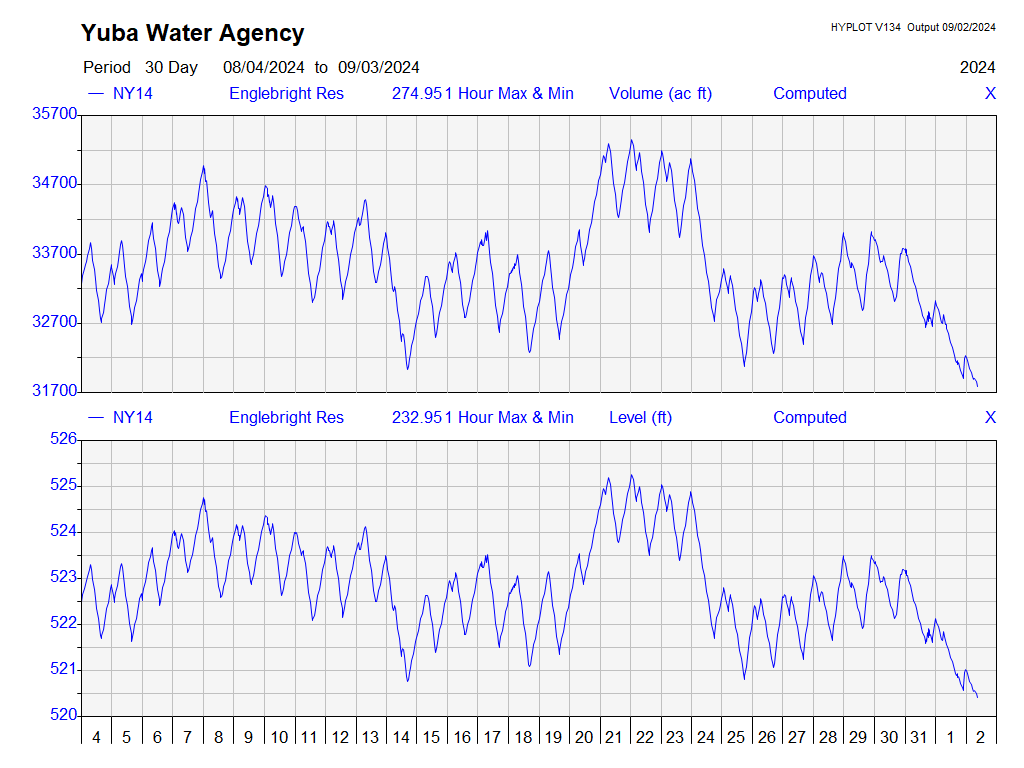 Yuba Water Agency
HYPLOT V134 Output 09/02/2024
Period 30 Day 08/04/2024 to 09/03/2024 2024
NY14 Englebright Res 274.951 Hour Max & Min Volume (ac ft) Computed X
35700
34700
33700
32700
31700
NY14 Englebright Res 232.951 Hour Max & Min Level (ft) Computed X
526
525
524
523
522
521
520
4 5 6 7 8 9 10 11 12 13 14 15 16 17 18 19 20 21 22 23 24 25 26 27 28 29 30 31 1 2